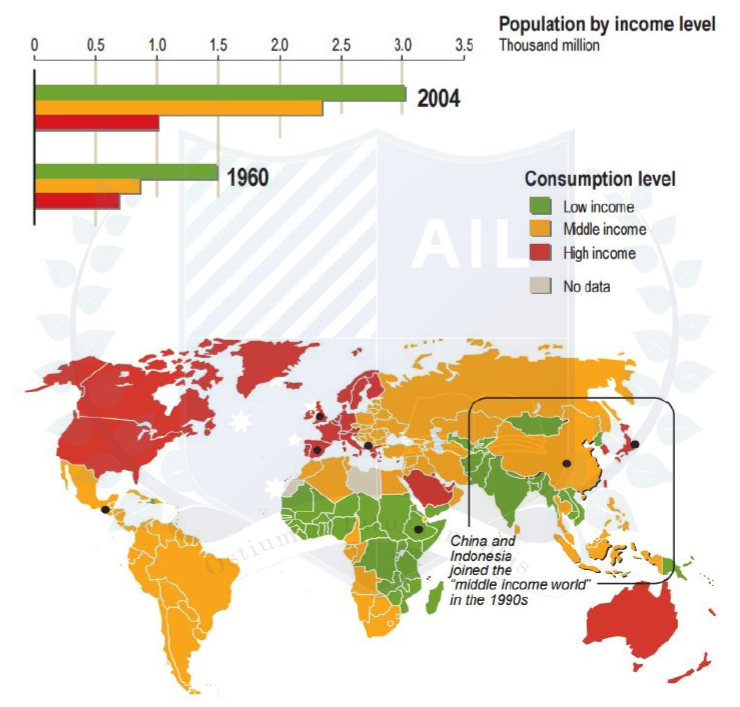 Population by income level
Thousand million
0 0.5 1.0 1.5 2.0 2.5 3.0 3.5
2004
1960
Consumption level
Low income
Middle income
High income
No data
AIL
China and
Indonesia
joined the
"middle income world"
in the 1990s
Ostium